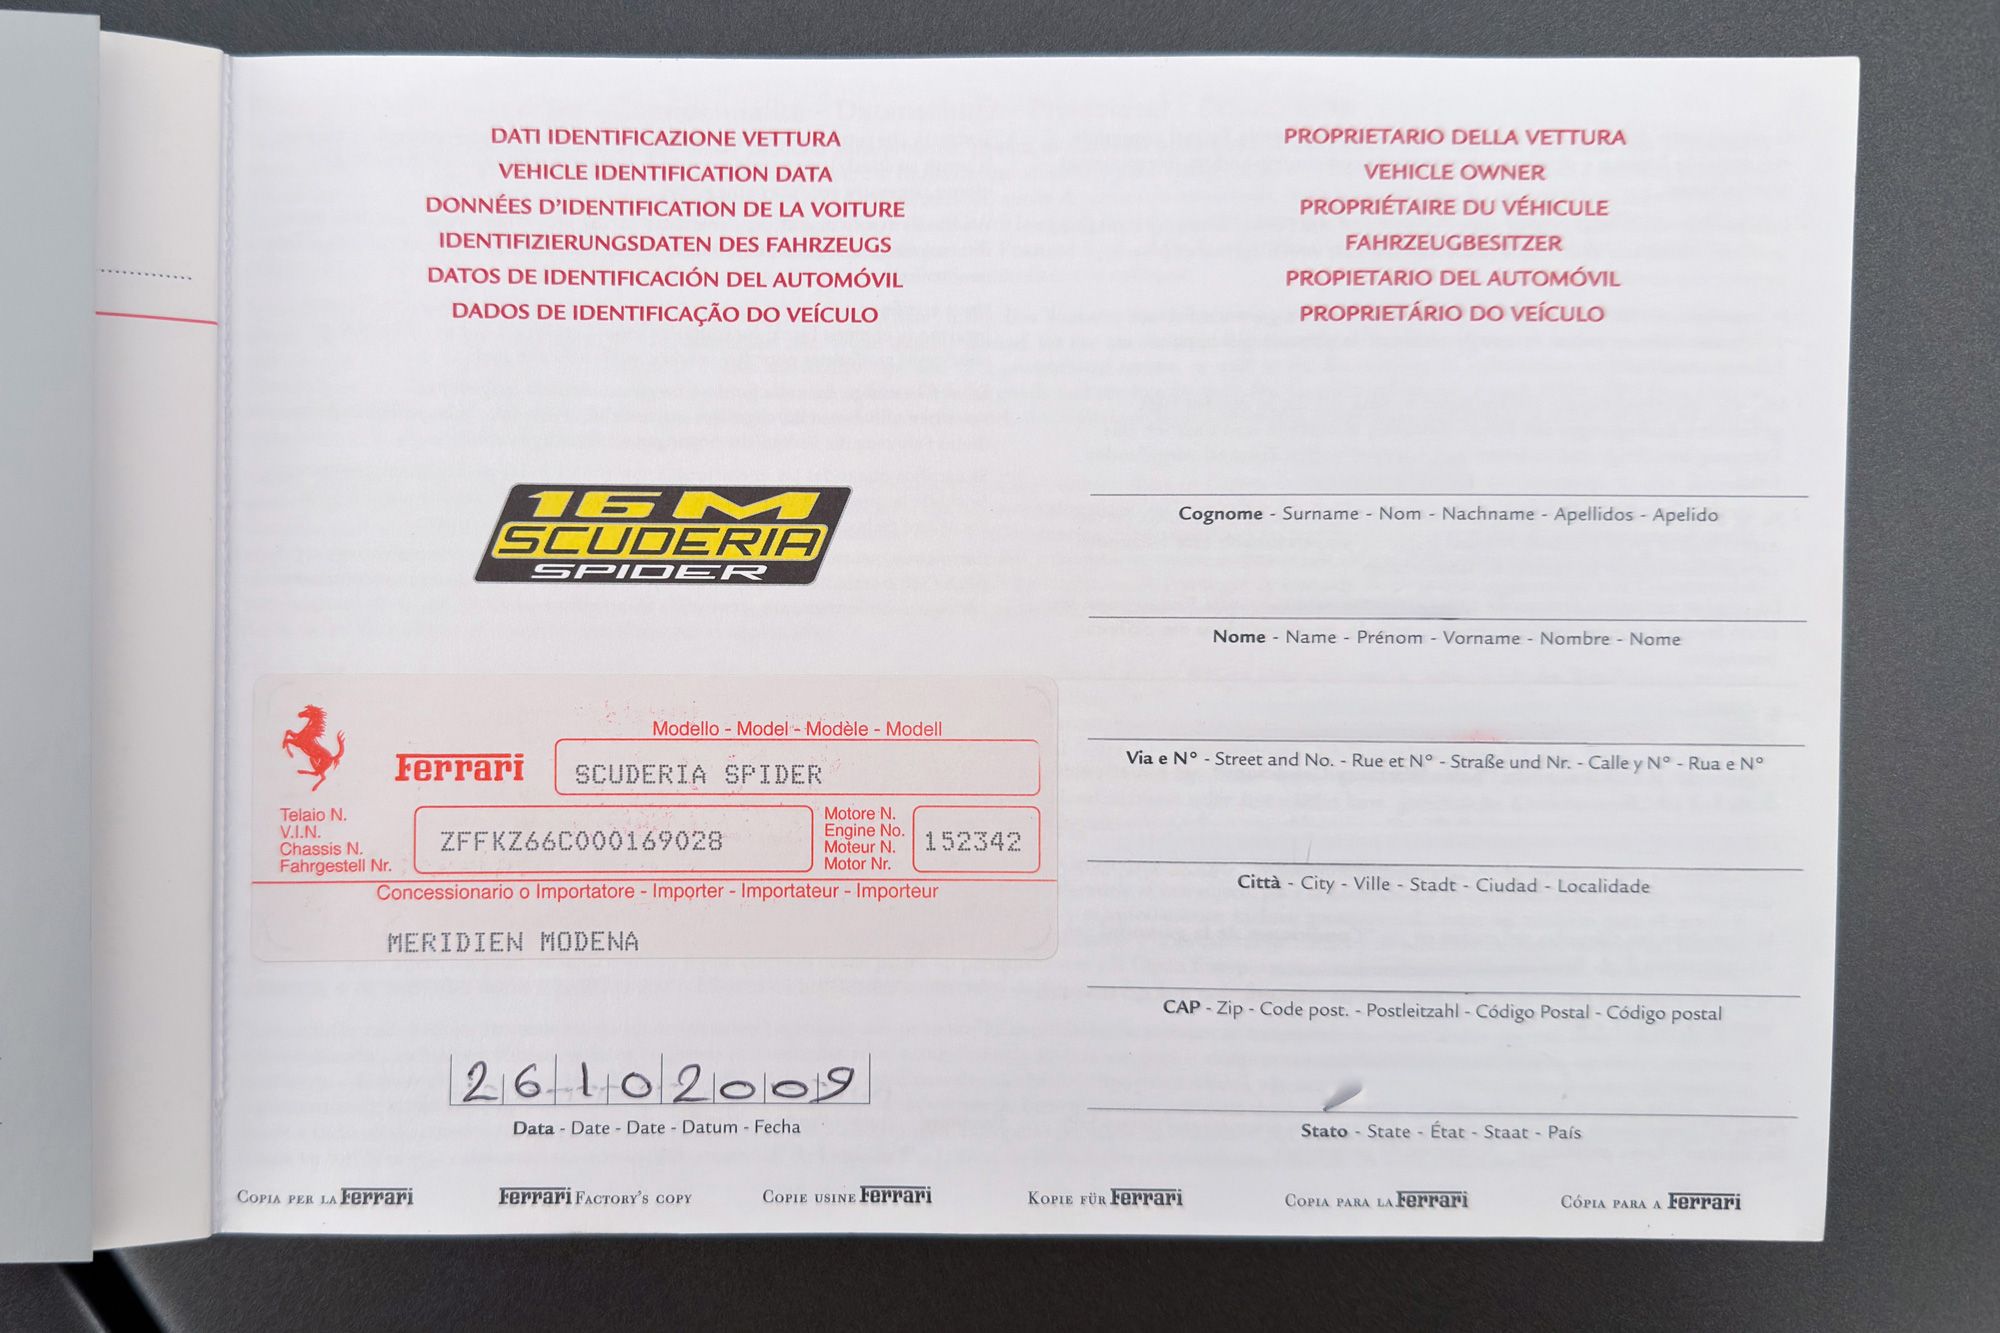 DATI IDENTIFICAZIONE VETTURA
VEHICLE IDENTIFICATION DATA
DONNÉES D'IDENTIFICATION DE LA VOITURE
IDENTIFIZIERUNGSDATEN DES FAHRZEUGS
DATOS DE IDENTIFICACIÓN DEL AUTOMÓVIL
DADOS DE IDENTIFICAÇÃO DO VEÍCULO
16M
SCUDERIA
SPIDER
Modello - Model - Modèle - Modell
Ferrari
SCUDERIA SPIDER
Telaio N.
V.I.N.
Chassis N.
Fahrgestell Nr.
ZFFKZ66C000169028
Motore N.
Engine No.
Moteur N.
Motor Nr.
152342
Concessionario o Importatore - Importer - Importateur - Importeur
MERIDIEN MODENA
26102009
Data - Date - Date - Datum - Fecha
PROPRIETARIO DELLA VETTURA
VEHICLE OWNER
PROPRIÉTAIRE DU VÉHICULE
FAHRZEUGBESITZER
PROPIETARIO DEL AUTOMÓVIL
PROPRIETÁRIO DO VEÍCULO
Cognome - Surname - Nom - Nachname - Apellidos - Apelido
Nome - Name - Prénom - Vorname - Nombre - Nome
Via e N° - Street and No. - Rue et N° - Straße und Nr. - Calle y N° - Rua e N°
Città - City - Ville - Stadt - Ciudad - Localidade
CAP - Zip - Code post. - Postleitzahl - Código Postal - Código postal
Stato - State - État - Staat - País
COPIA PER LA Ferrari Ferrari FACTORY'S COPY COPIE USINE Ferrari KOPIE FÜR Ferrari COPIA PARA LA Ferrari CÓPIA PARA A Ferrari